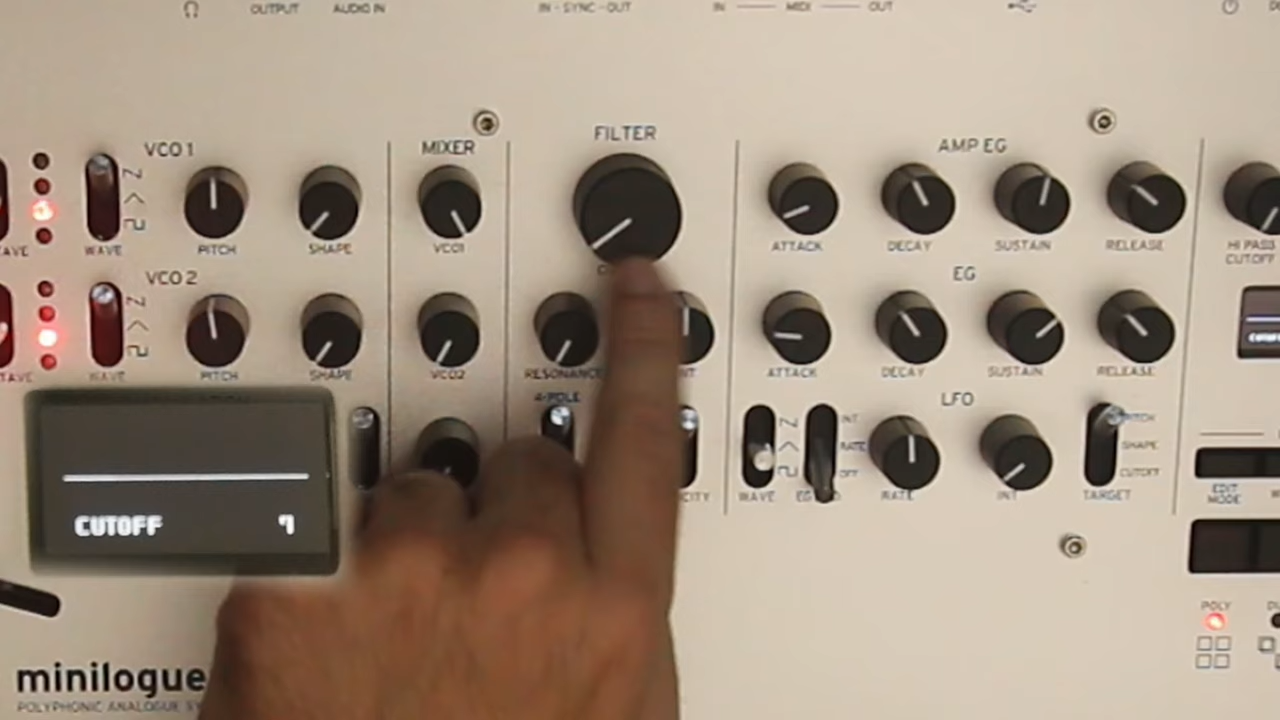 OUTPUT AUDIO IN IN - SYNC - OUT IN MIDI OUT
VCO 1 MIXER FILTER AMP EG
WAVE PITCH SHAPE VCO1 ATTACK DECAY SUSTAIN RELEASE HI PASS
CUTOFF
VCO 2 EG
WAVE PITCH SHAPE VCO2 RESONANCE INT ATTACK DECAY SUSTAIN RELEASE
4-POLE LFO
INT PITCH
RATE SHAPE
OFF CUTOFF
WAVE RATE INT TARGET EDIT
MODE
CUTOFF 9
POLY
minilogue
POLYPHONIC ANALOGUE